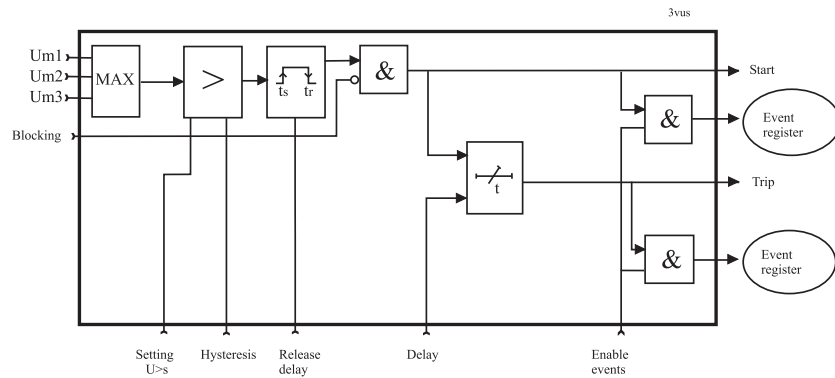 3vus
Um1
Um2
Um3
MAX
>
ts tr
&
Start
Blocking
&
Event
register
t
Trip
&
Event
register
Setting
U>s
Hysteresis
Release
delay
Delay
Enable
events